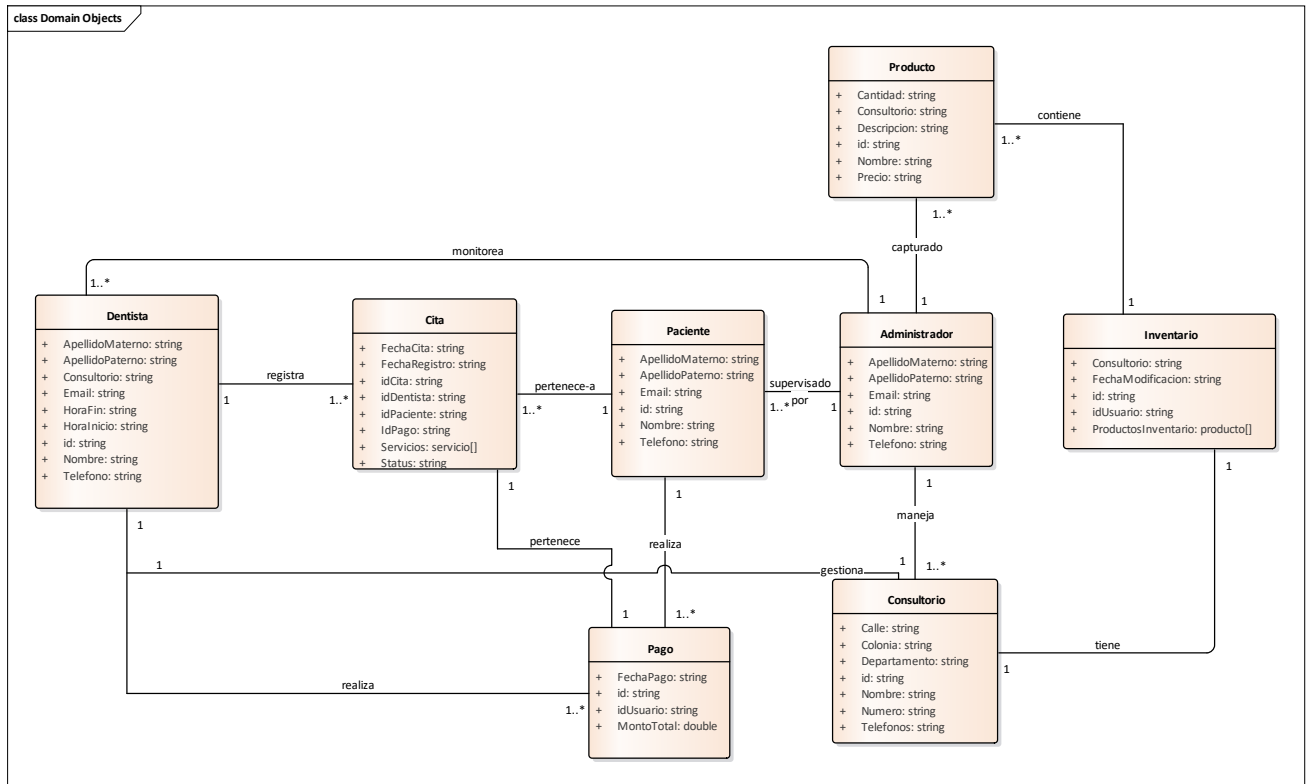 class Domain Objects
Producto
+ Cantidad: string
+ Consultorio: string
+ Descripcion: string
+ id: string
+ Nombre: string
+ Precio: string
contiene
1..*
1..*
capturado
monitorea
1..*
1
1
1
Dentista
+ ApellidoMaterno: string
+ ApellidoPaterno: string
+ Consultorio: string
+ Email: string
+ HoraFin: string
+ HoraInicio: string
+ id: string
+ Nombre: string
+ Telefono: string
registra
1
1..*
Cita
+ FechaCita: string
+ FechaRegistro: string
+ idCita: string
+ idDentista: string
+ idPaciente: string
+ IdPago: string
+ Servicios: servicio[]
+ Status: string
pertenece-a
1..*
1
Paciente
+ ApellidoMaterno: string
+ ApellidoPaterno: string
+ Email: string
+ id: string
+ Nombre: string
+ Telefono: string
supervisado
por
1..*
1
Administrador
+ ApellidoMaterno: string
+ ApellidoPaterno: string
+ Email: string
+ id: string
+ Nombre: string
+ Telefono: string
Inventario
+ Consultorio: string
+ FechaModificacion: string
+ id: string
+ idUsuario: string
+ ProductosInventario: producto[]
1
1
1
1
1
maneja
pertenece
realiza
1
gestiona
1
1..*
1
1..*
Consultorio
+ Calle: string
+ Colonia: string
+ Departamento: string
+ id: string
+ Nombre: string
+ Numero: string
+ Telefonos: string
tiene
1
Pago
+ FechaPago: string
+ id: string
+ idUsuario: string
+ MontoTotal: double
realiza
1..*